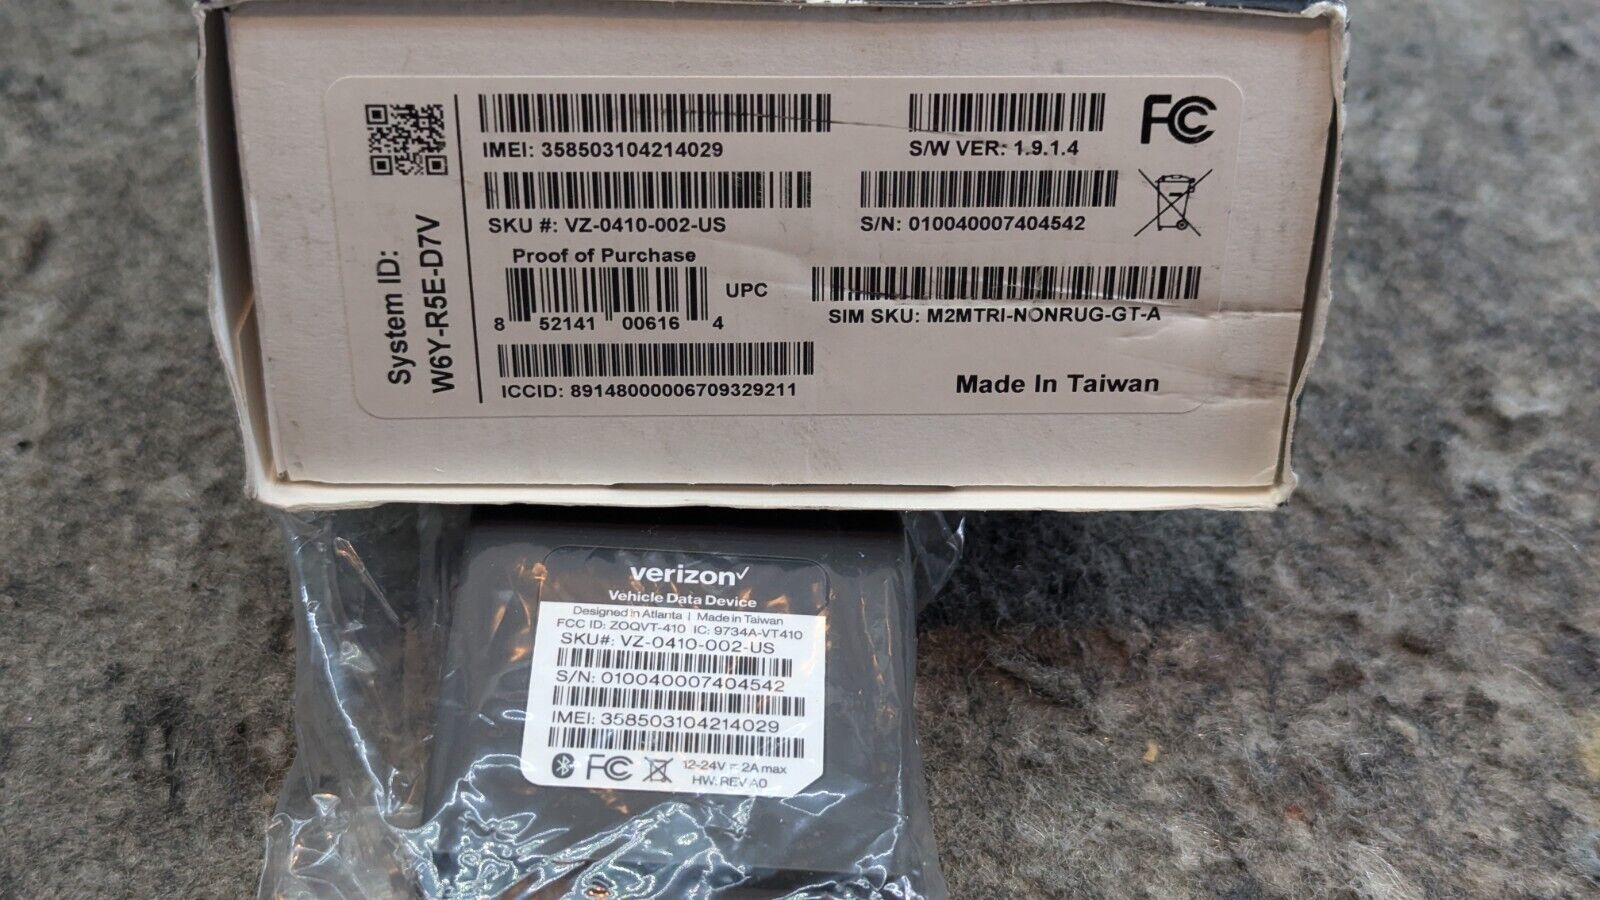 System ID:
W6Y-R5E-D7V
IMEI: 358503104214029
S/W VER: 1.9.1.4
FC
SKU #: VZ-0410-002-US
S/N: 010040007404542
Proof of Purchase
UPC
8 52141 00616 4
SIM SKU: M2MTRI-NONRUG-GT-A
ICCID: 89148000006709329211
Made In Taiwan
verizon✓
Vehicle Data Device
Designed in Atlanta | Made in Taiwan
FCC ID: ZOQVT-410 IC: 9734A-VT410
SKU#: VZ-0410-002-US
S/N: 010040007404542
IMEI: 358503104214029
FC
12-24V ⎓ 2A max
HW: REV A0